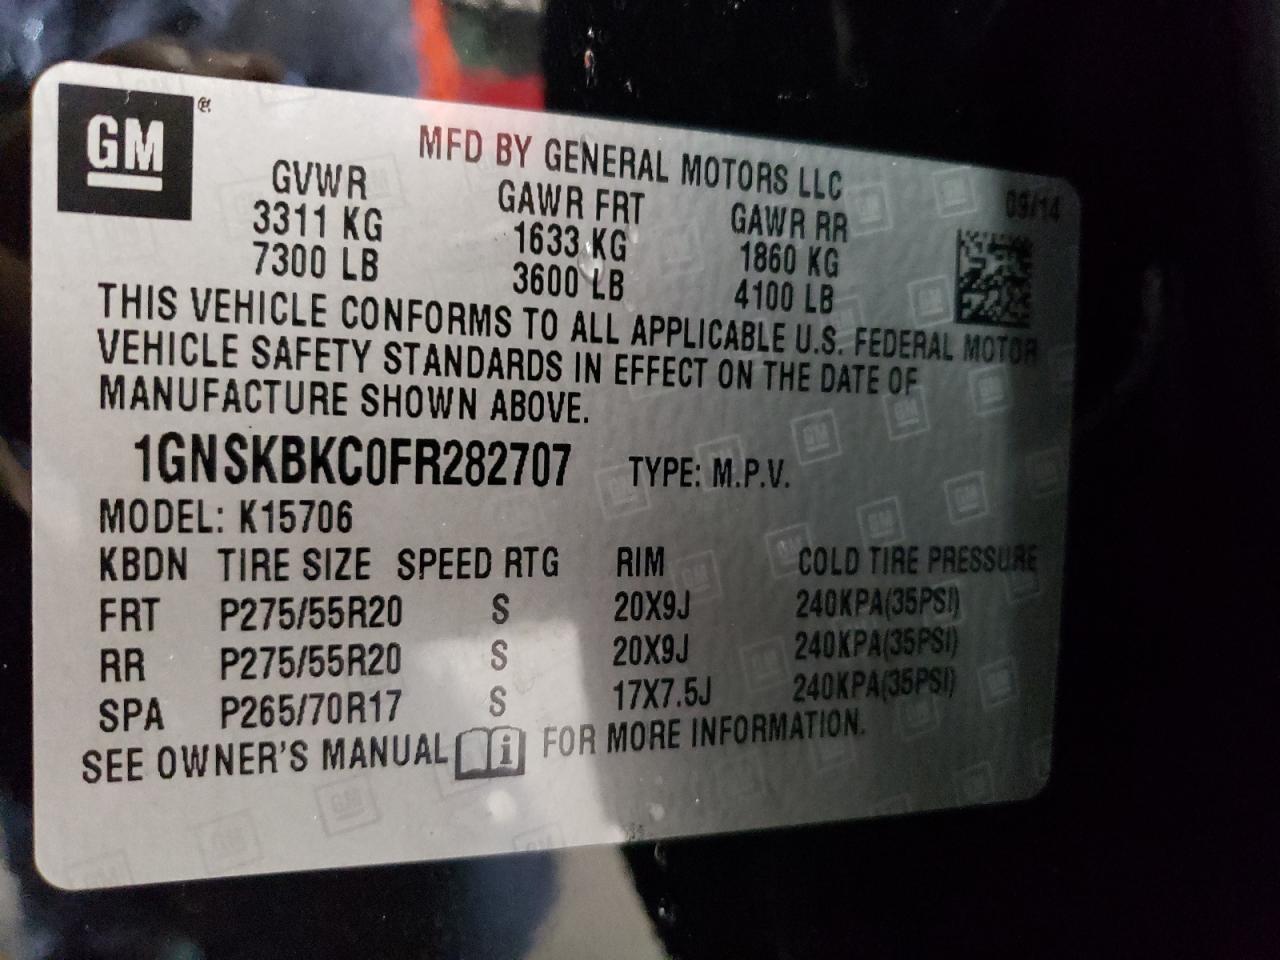 GM ®
MFD BY GENERAL MOTORS LLC
09/14
GVWR GAWR FRT GAWR RR
3311 KG 1633 KG 1860 KG
7300 LB 3600 LB 4100 LB
THIS VEHICLE CONFORMS TO ALL APPLICABLE U.S. FEDERAL MOTOR
VEHICLE SAFETY STANDARDS IN EFFECT ON THE DATE OF
MANUFACTURE SHOWN ABOVE.
1GNSKBKC0FR282707 TYPE: M.P.V.
MODEL: K15706
KBDN TIRE SIZE SPEED RTG RIM COLD TIRE PRESSURE
FRT P275/55R20 S 20X9J 240KPA(35PSI)
RR P275/55R20 S 20X9J 240KPA(35PSI)
SPA P265/70R17 S 17X7.5J 240KPA(35PSI)
SEE OWNER'S MANUAL i FOR MORE INFORMATION.